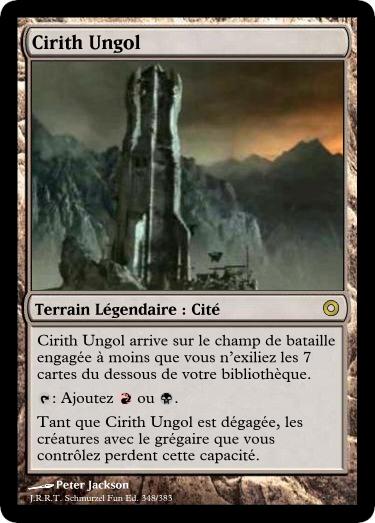 Cirith Ungol
Terrain Légendaire : Cité
Cirith Ungol arrive sur le champ de bataille
engagée à moins que vous n'exiliez les 7
cartes du dessous de votre bibliothèque.
: Ajoutez ou .
Tant que Cirith Ungol est dégagée, les
créatures avec le grégaire que vous
contrôlez perdent cette capacité.
Peter Jackson
J.R.R.T. Schmurzel Fun Ed. 348/383